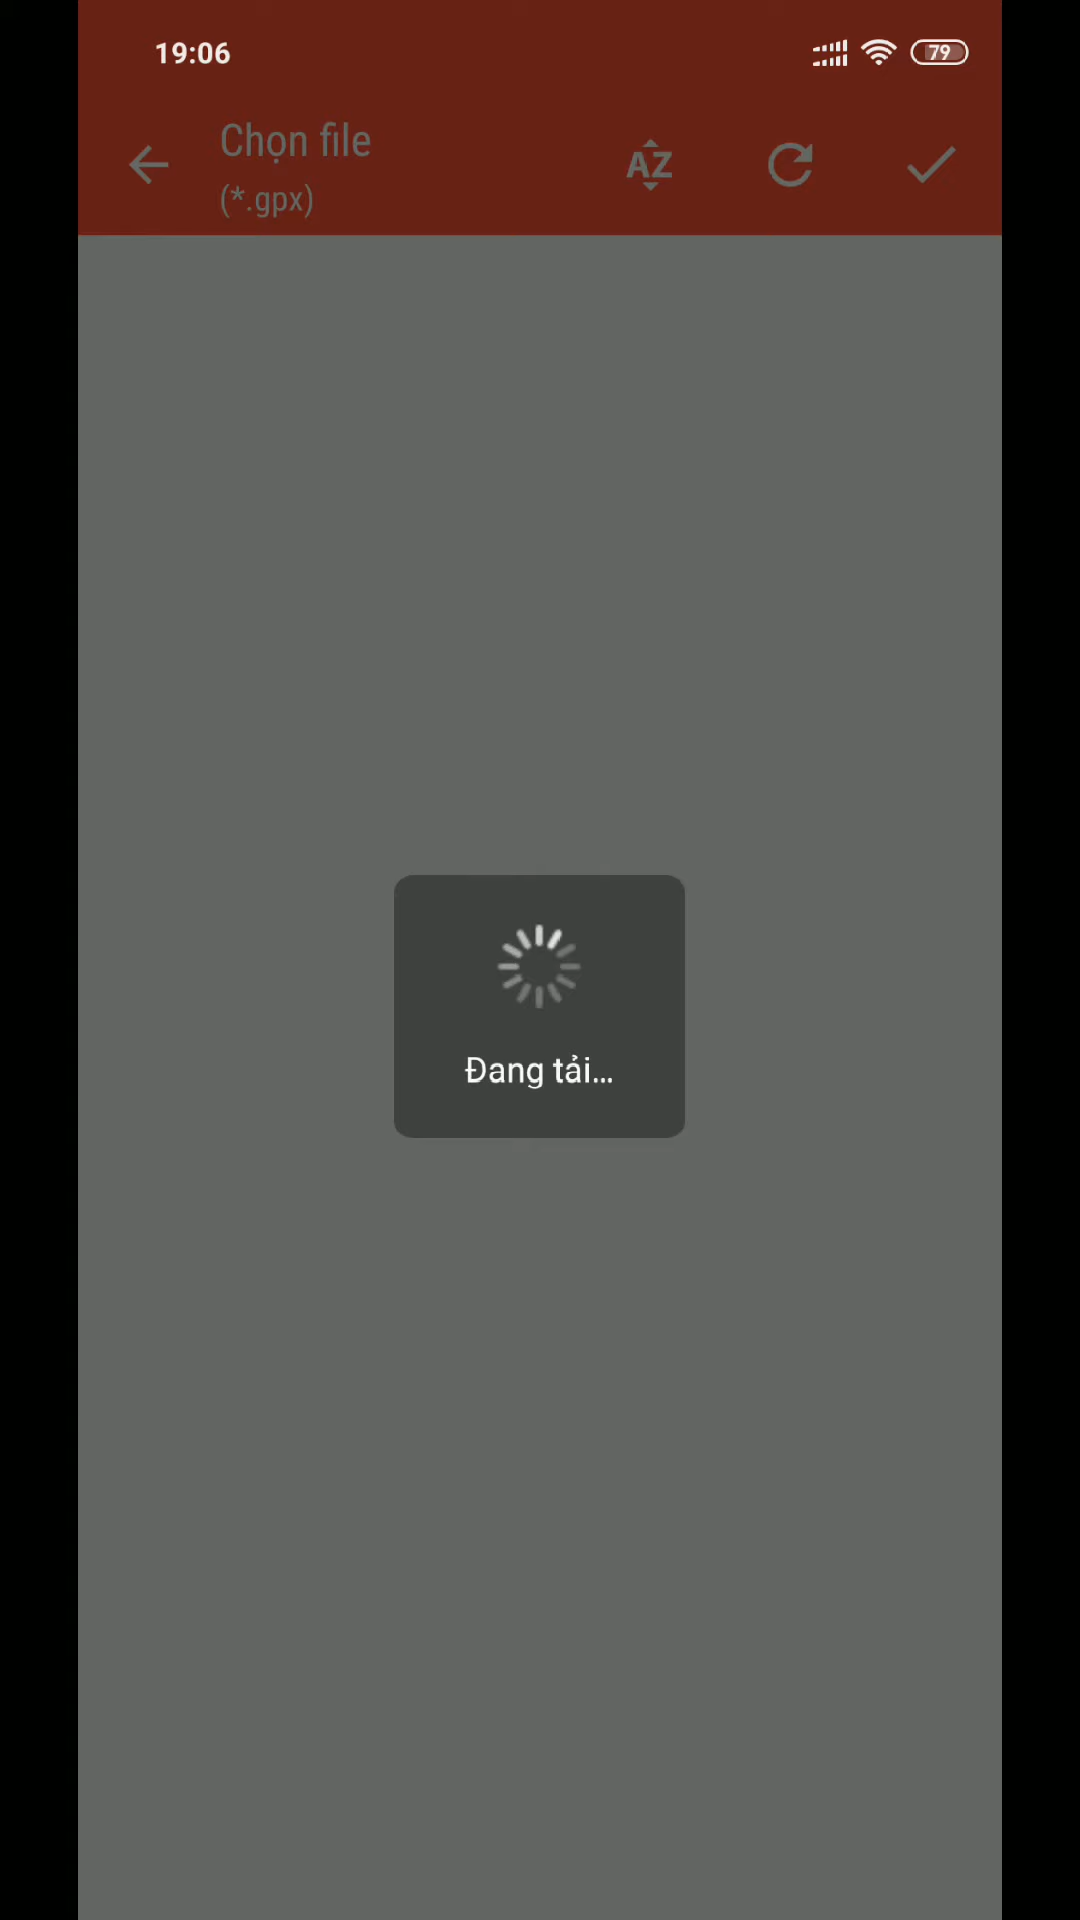 19:06
79
Chọn file
(*.gpx)
AZ
Đang tải...